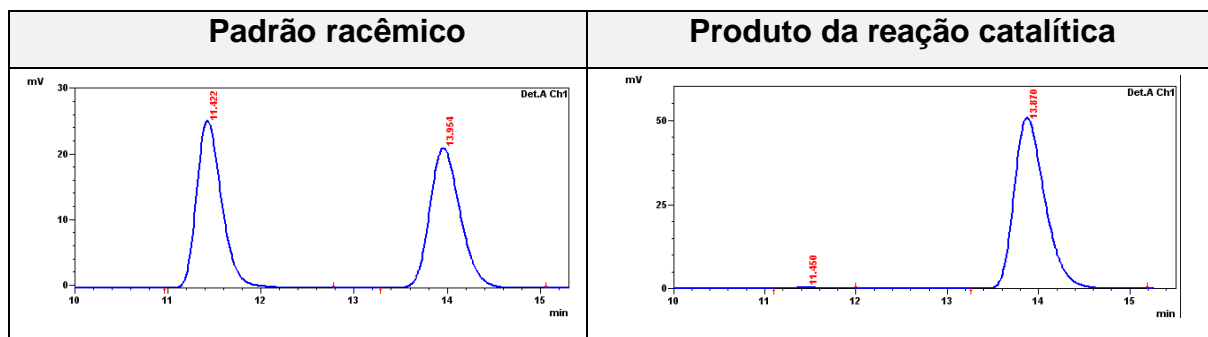 Padrão racêmico
Produto da reação catalítica
mV
30
20
10
0
10
11
12
13
14
15
min
11.422
13.954
Det.A Ch1
mV
50
25
0
10
11
12
13
14
15
min
11.450
13.870
Det.A Ch1